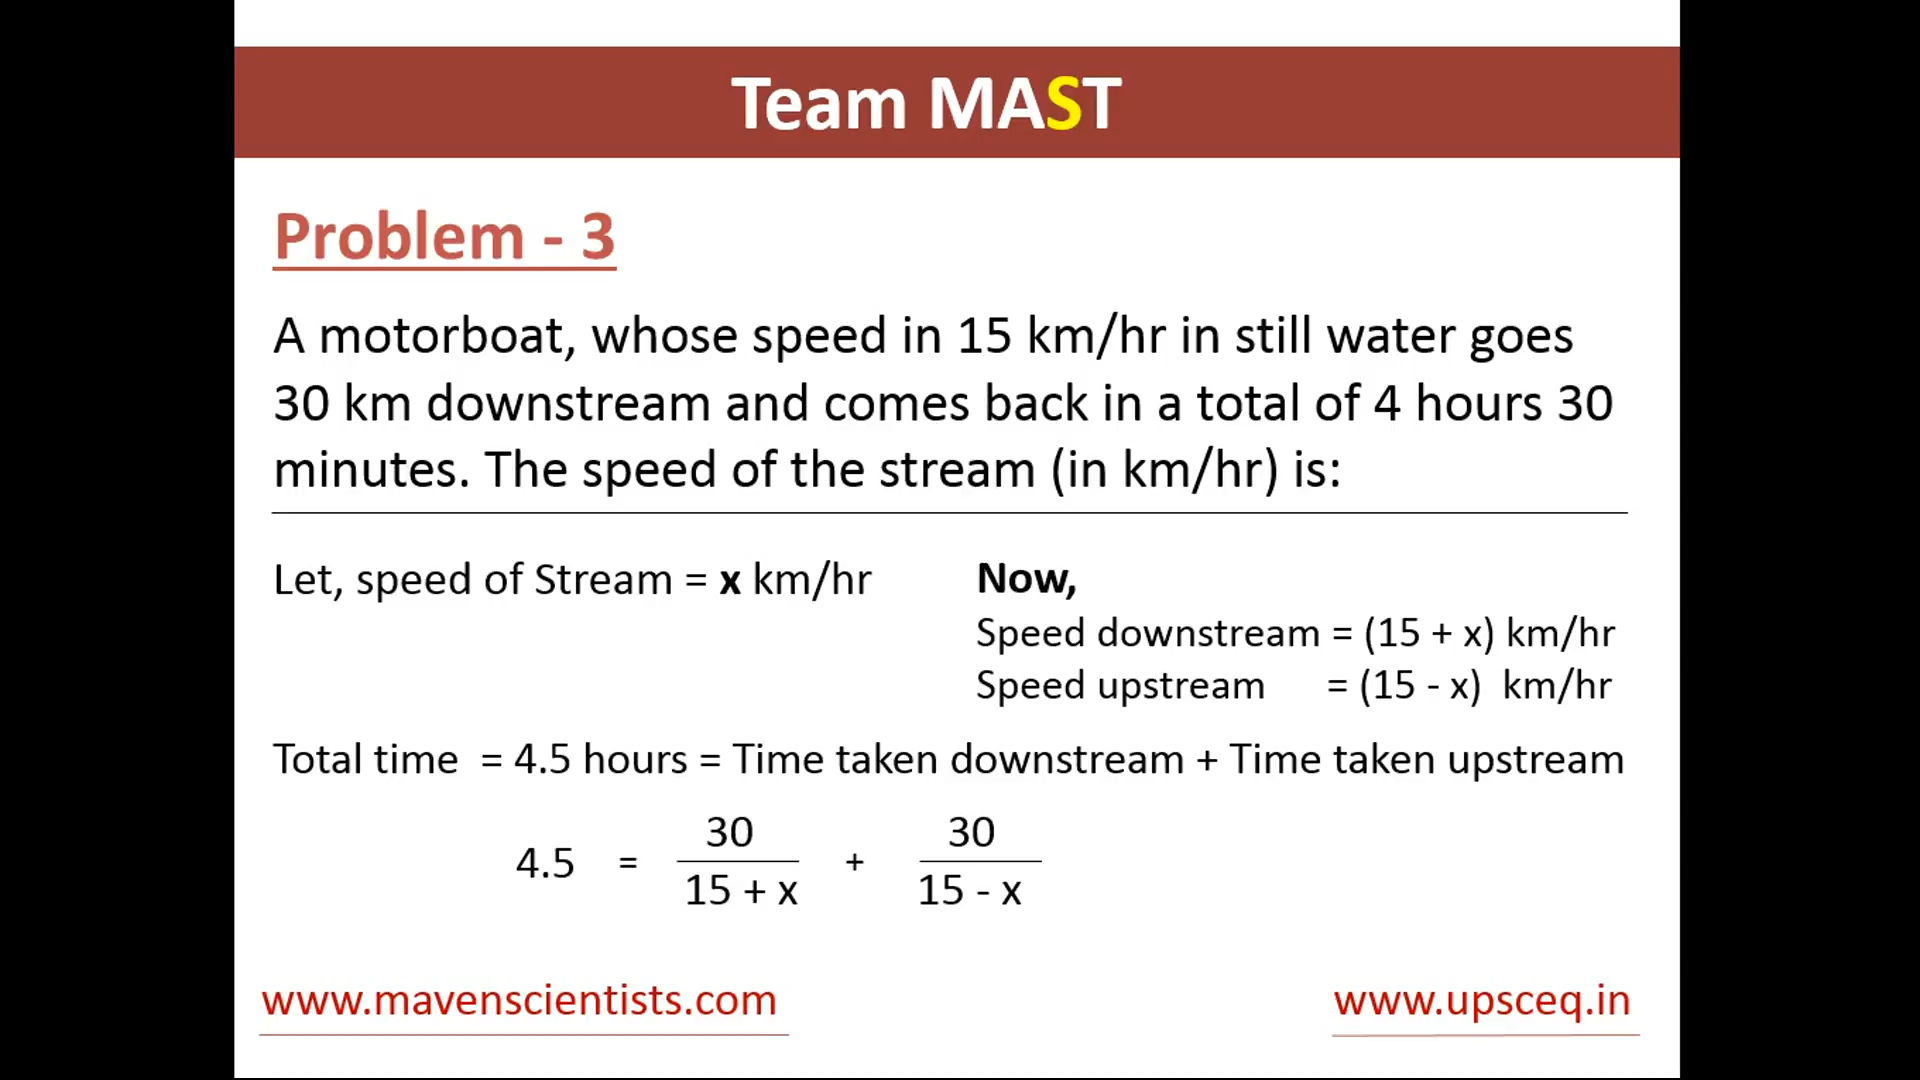 Team MAST
Problem - 3
A motorboat, whose speed in 15 km/hr in still water goes
30 km downstream and comes back in a total of 4 hours 30
minutes. The speed of the stream (in km/hr) is:
Let, speed of Stream = x km/hr
Now,
Speed downstream = (15 + x) km/hr
Speed upstream = (15 - x) km/hr
Total time = 4.5 hours = Time taken downstream + Time taken upstream
30 30
4.5 = +
15 + x 15 - x
www.mavenscientists.com
www.upsceq.in